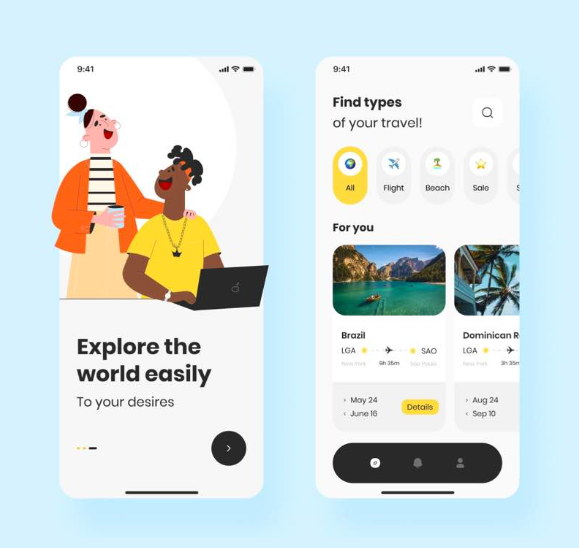 9:41
Explore the
world easily
To your desires
9:41
Find types
of your travel!
All
Flight
Beach
Sale
For you
Brazil
LGA SAO
New York 9h 35m Sao Paulo
May 24
June 16
Details
Dominican R
LGA
New York 3h 35m
Aug 24
Sep 10